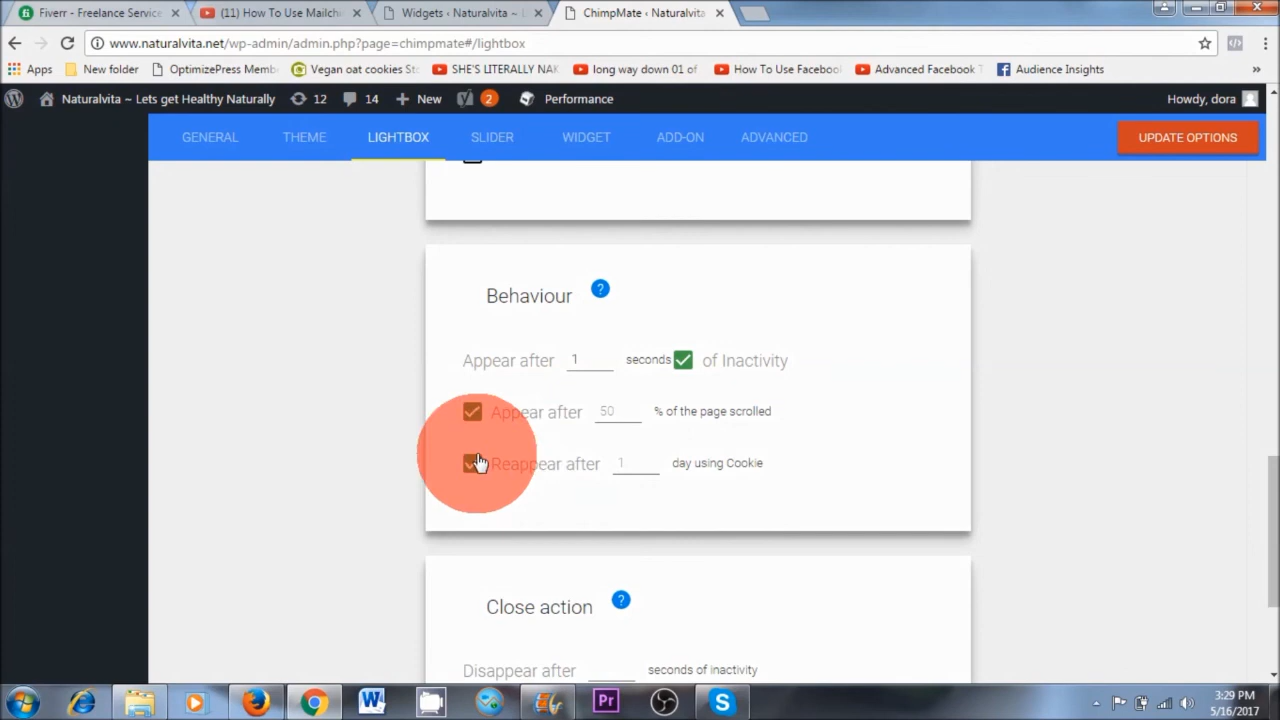 Fiverr - Freelance Service
(11) How To Use Mailchi
Widgets ‹ Naturalvita ~ L
ChimpMate ‹ Naturalvita
www.naturalvita.net/wp-admin/admin.php?page=chimpmate#/lightbox
Apps New folder OptimizePress Memb Vegan oat cookies St SHE'S LITERALLY NAK long way down 01 of How To Use Facebook Advanced Facebook T Audience Insights »
Naturalvita ~ Lets get Healthy Naturally 12 14 New 2 Performance Howdy, dora
GENERAL THEME LIGHTBOX SLIDER WIDGET ADD-ON ADVANCED UPDATE OPTIONS
Behaviour ?
Appear after 1 seconds of Inactivity
Appear after 50 % of the page scrolled
Reappear after 1 day using Cookie
Close action ?
Disappear after seconds of inactivity
3:29 PM
5/16/2017